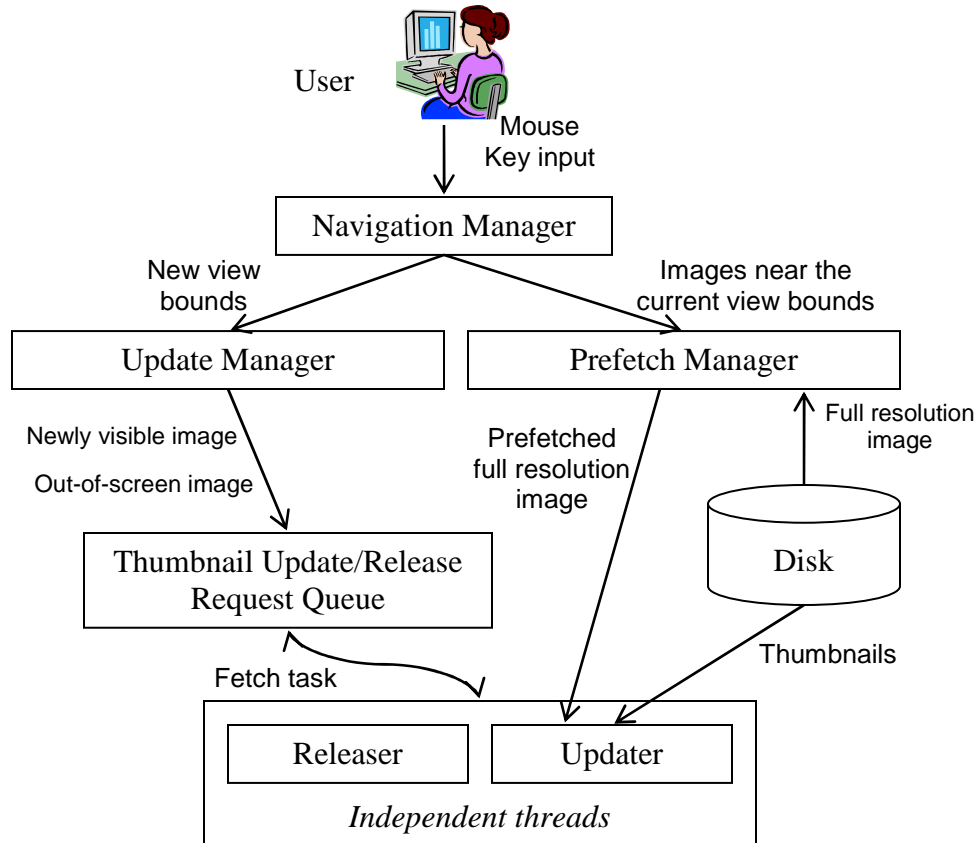 User
Mouse
Key input
Navigation Manager
New view
bounds
Images near the
current view bounds
Update Manager
Prefetch Manager
Newly visible image
Out-of-screen image
Prefetched
full resolution
image
Full resolution
image
Thumbnail Update/Release
Request Queue
Disk
Fetch task
Thumbnails
Releaser
Updater
Independent threads